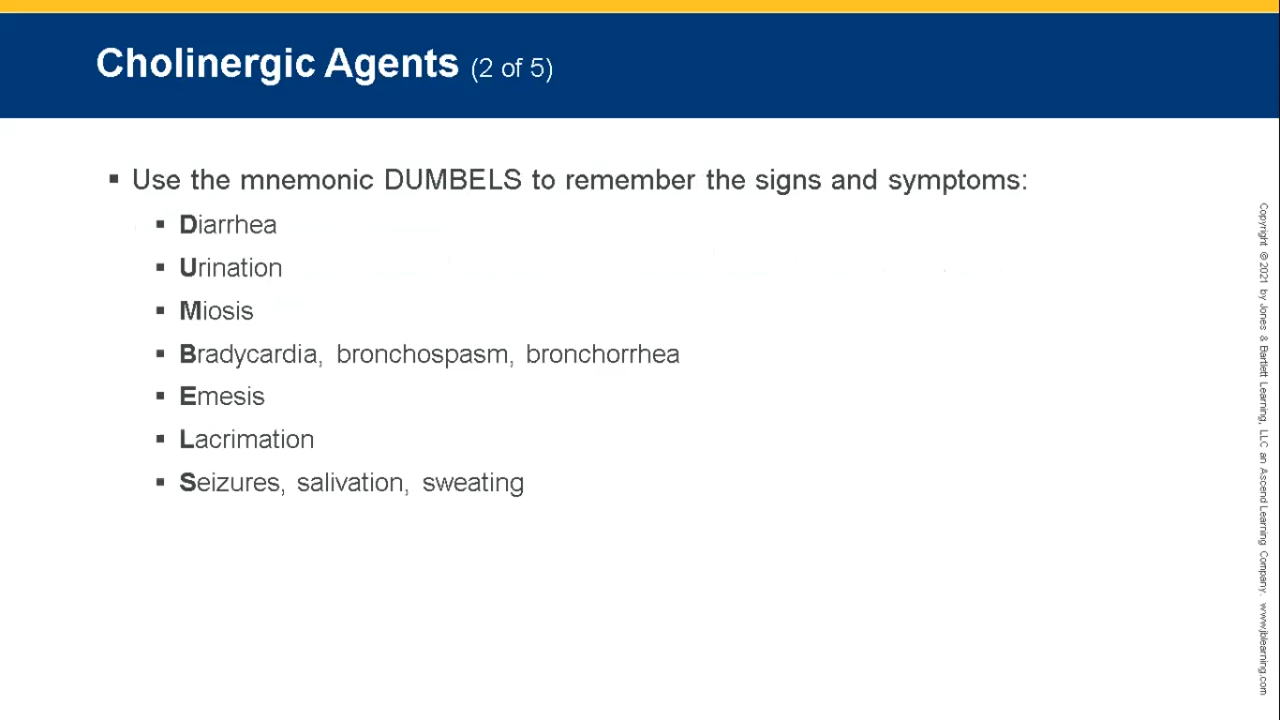 Cholinergic Agents (2 of 5)
▪ Use the mnemonic DUMBELS to remember the signs and symptoms:
▪ Diarrhea
▪ Urination
▪ Miosis
▪ Bradycardia, bronchospasm, bronchorrhea
▪ Emesis
▪ Lacrimation
▪ Seizures, salivation, sweating
Copyright © 2021 by Jones & Bartlett Learning, LLC an Ascend Learning Company. www.jblearning.com